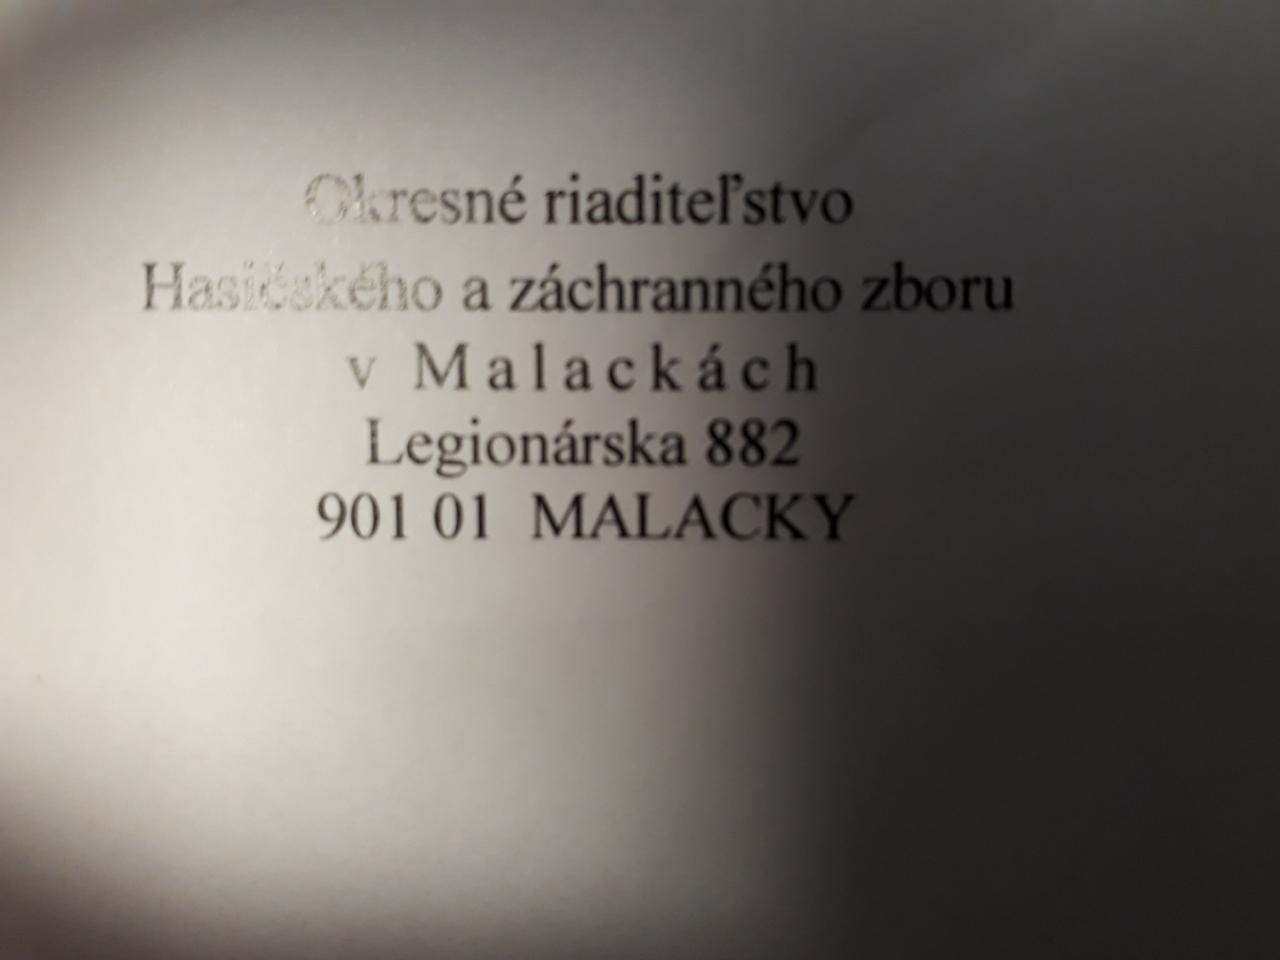 Okresné riaditeľstvo
Hasičského a záchranného zboru
v Malackách
Legionárska 882
901 01 MALACKY